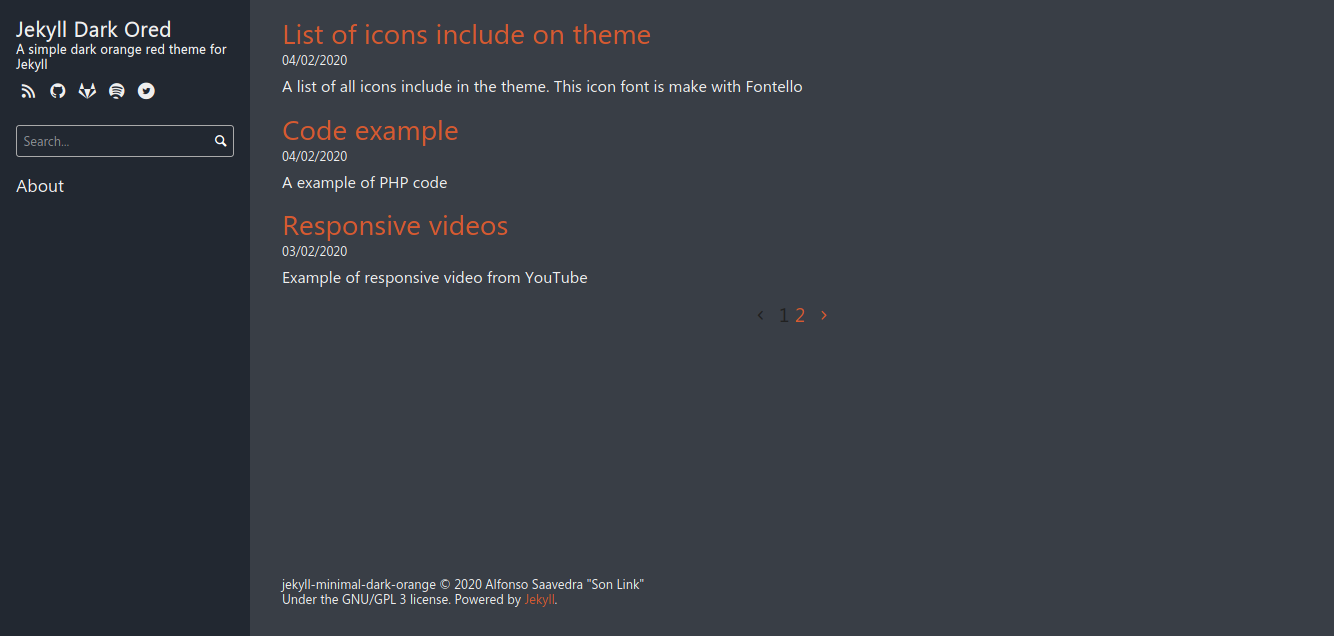 Jekyll Dark Ored
A simple dark orange red theme for
Jekyll
Search...
About
List of icons include on theme
04/02/2020
A list of all icons include in the theme. This icon font is make with Fontello
Code example
04/02/2020
A example of PHP code
Responsive videos
03/02/2020
Example of responsive video from YouTube
‹ 1 2 ›
jekyll-minimal-dark-orange © 2020 Alfonso Saavedra "Son Link"
Under the GNU/GPL 3 license. Powered by Jekyll.